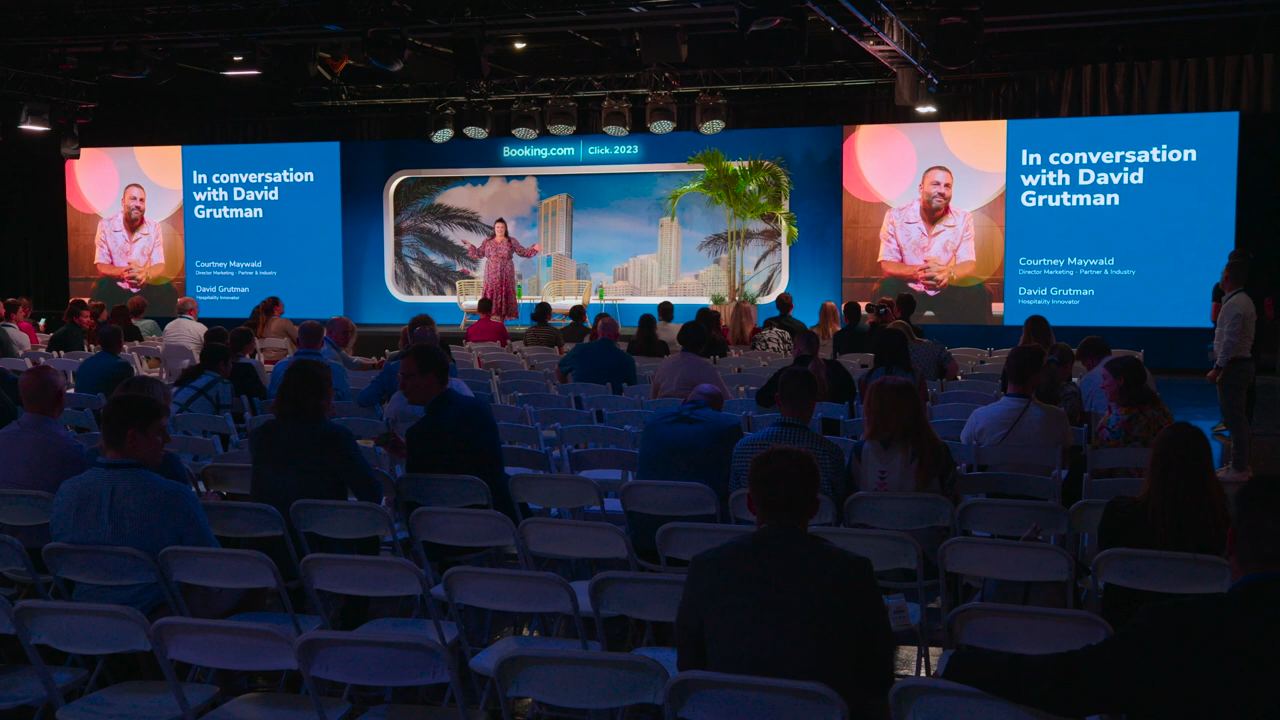 Booking.com | Click. 2023
In conversation
with David
Grutman
Courtney Maywald
Director Marketing - Partner & Industry
David Grutman
Hospitality Innovator
In conversation
with David
Grutman
Courtney Maywald
Director Marketing - Partner & Industry
David Grutman
Hospitality Innovator